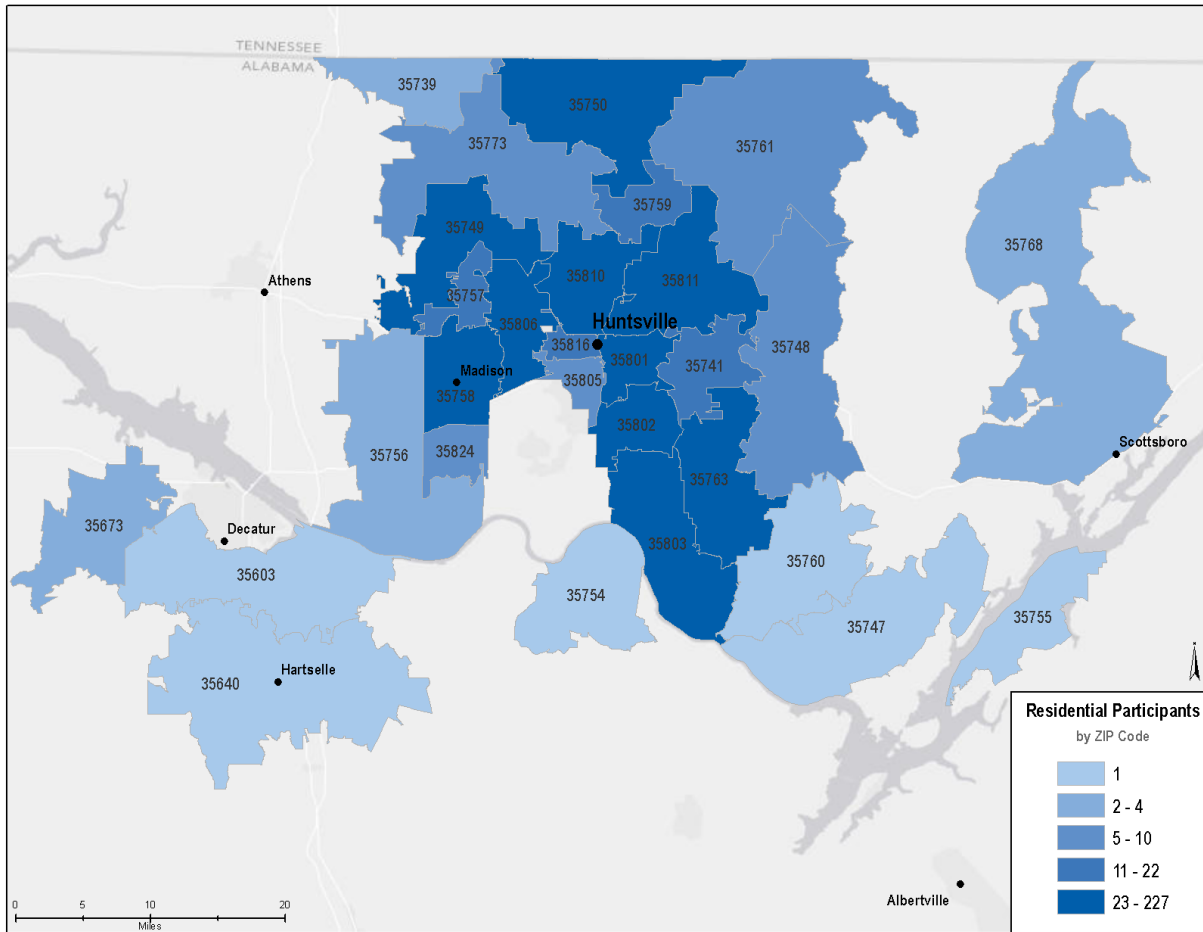 TENNESSEE
ALABAMA
35739
35750
35773
35761
35759
35749
35768
35810
35811
Athens
35757
35806
Huntsville
35816
35801
35741
35748
Madison
35805
35758
35802
35824
35756
35763
Scottsboro
35673
Decatur
35803
35760
35603
35754
35755
35747
Hartselle
35640
Residential Participants
by ZIP Code
1
2 - 4
5 - 10
11 - 22
23 - 227
Albertville
0 5 10 20
Miles